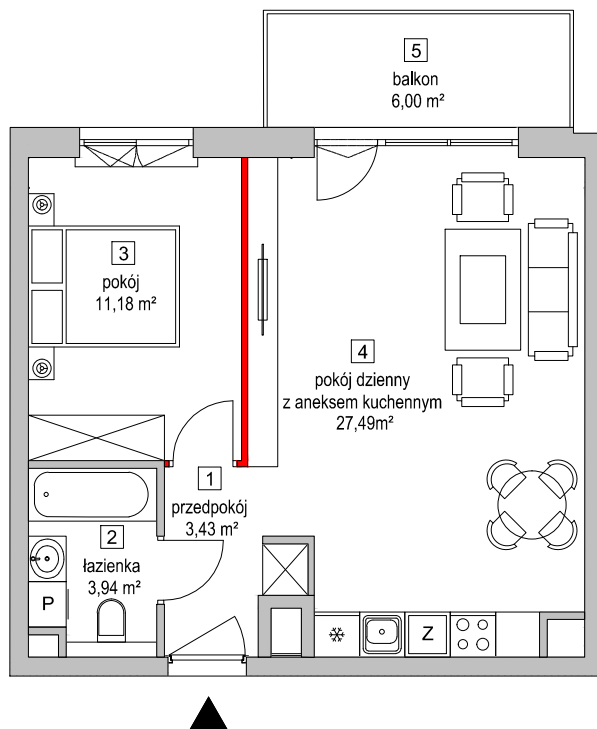 5
balkon
6,00 m²
3
pokój
11,18 m²
4
pokój dzienny
z aneksem kuchennym
27,49m²
1
przedpokój
3,43 m²
2
łazienka
3,94 m²
P
Z